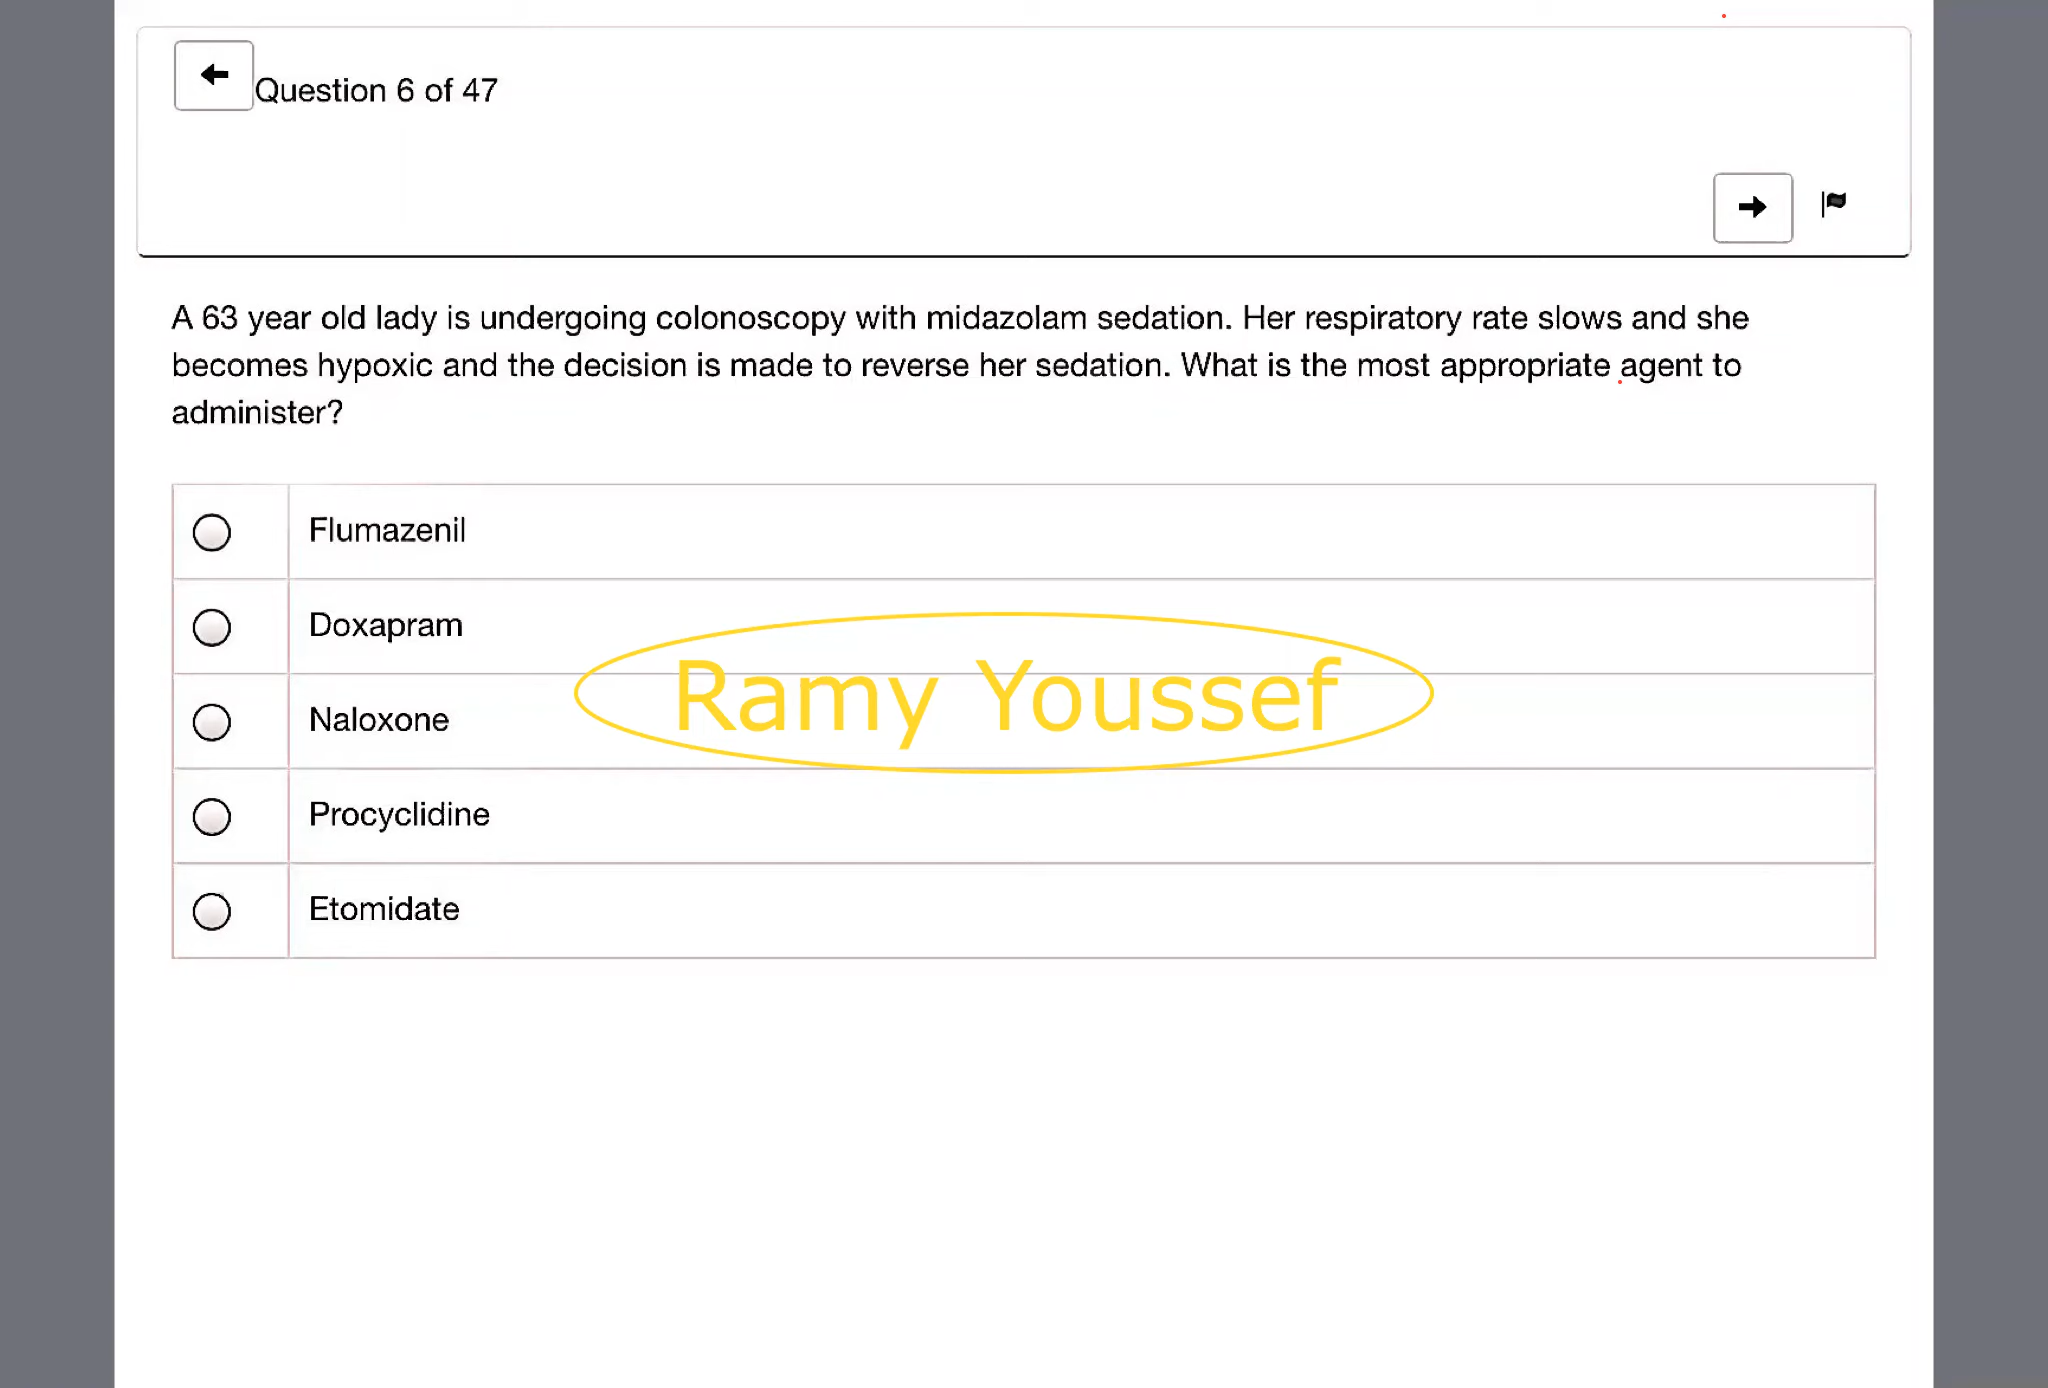 Question 6 of 47
A 63 year old lady is undergoing colonoscopy with midazolam sedation. Her respiratory rate slows and she
becomes hypoxic and the decision is made to reverse her sedation. What is the most appropriate agent to
administer?
Flumazenil
Doxapram
Ramy Youssef
Naloxone
Procyclidine
Etomidate